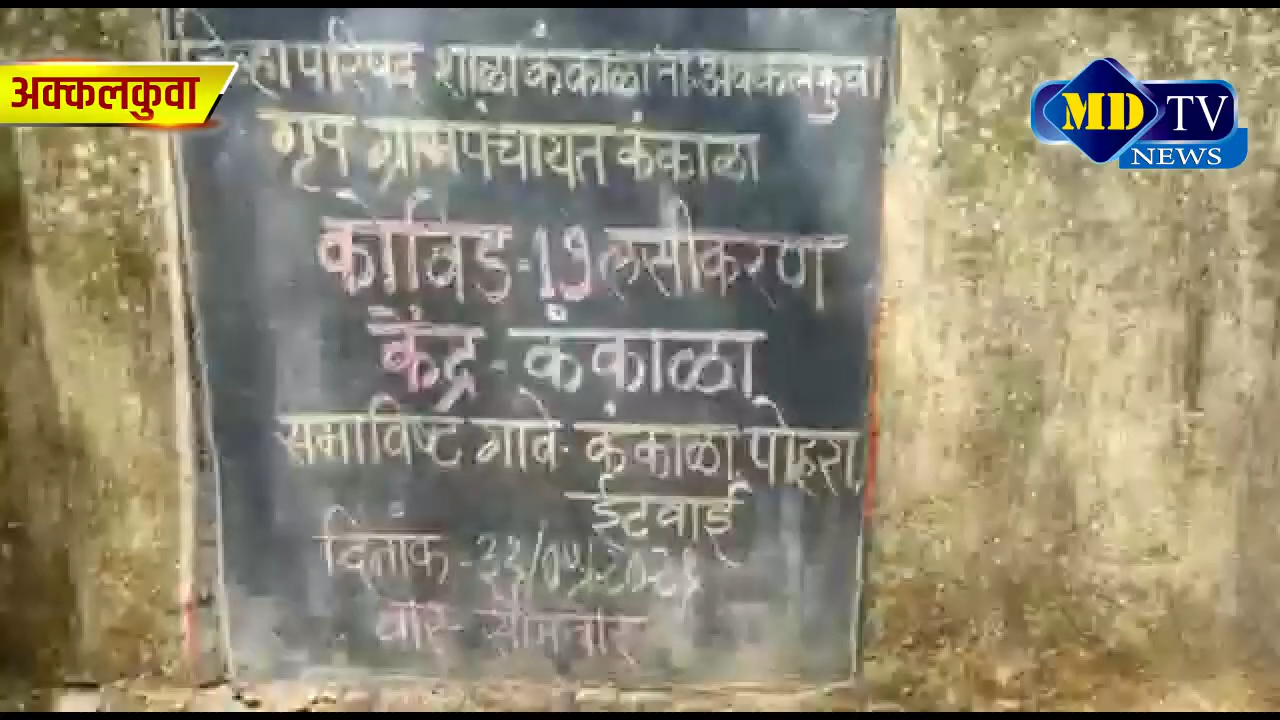 अक्कलकुवा
MD TV
NEWS
जिल्हा परिषद शाळा कंकाळा ता. अक्कलकुवा
गृप ग्रामपंचायत कंकाळा
कोविड-19 लसीकरण
केंद्र - कंकाळा
समाविष्ट गावे- कंकाळा, पोहरा,
ईटवाई
दिनांक -
वार- सोमवार